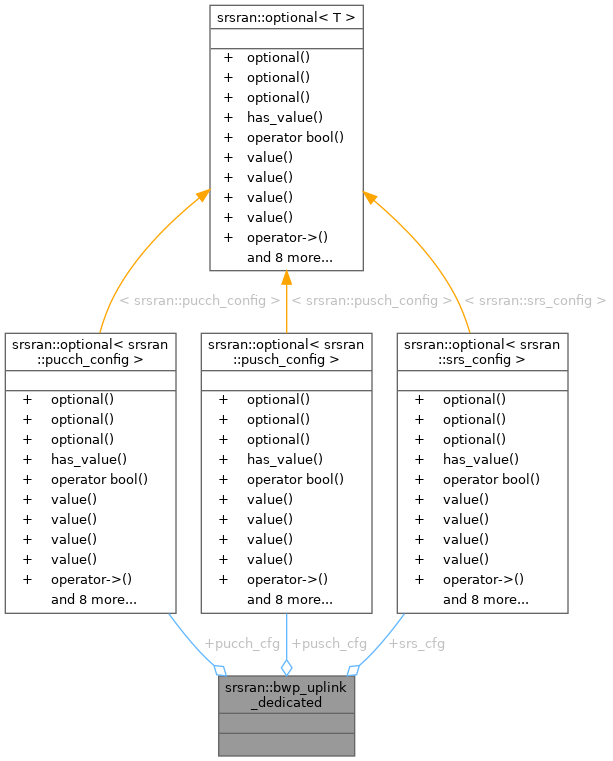 srsran::optional< T >
+ optional()
+ optional()
+ optional()
+ has_value()
+ operator bool()
+ value()
+ value()
+ value()
+ value()
+ operator->()
and 8 more...
< srsran::pucch_config >
< srsran::pusch_config >
< srsran::srs_config >
srsran::optional< srsran
::pucch_config >
+ optional()
+ optional()
+ optional()
+ has_value()
+ operator bool()
+ value()
+ value()
+ value()
+ value()
+ operator->()
and 8 more...
srsran::optional< srsran
::pusch_config >
+ optional()
+ optional()
+ optional()
+ has_value()
+ operator bool()
+ value()
+ value()
+ value()
+ value()
+ operator->()
and 8 more...
srsran::optional< srsran
::srs_config >
+ optional()
+ optional()
+ optional()
+ has_value()
+ operator bool()
+ value()
+ value()
+ value()
+ value()
+ operator->()
and 8 more...
+pucch_cfg
+pusch_cfg
+srs_cfg
srsran::bwp_uplink
_dedicated